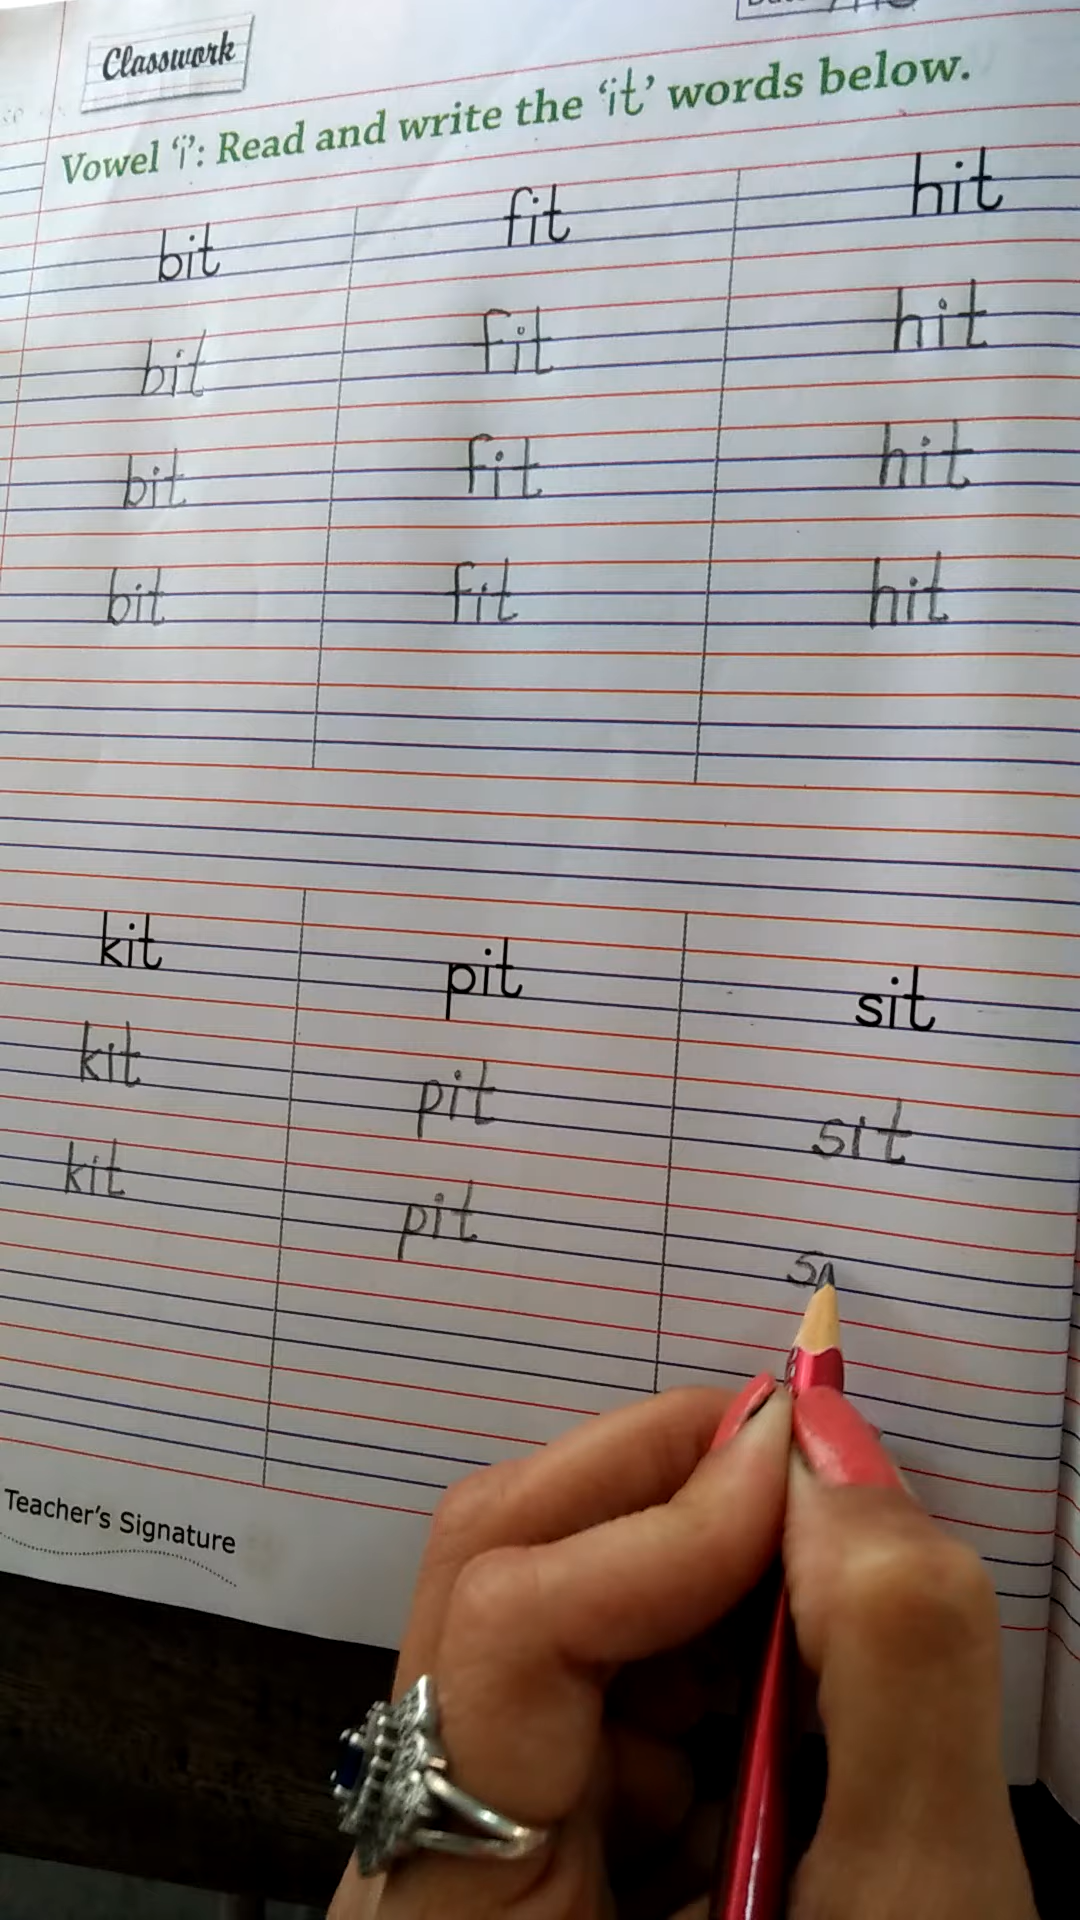 Classwork
Vowel 'i': Read and write the 'it' words below.
bit fit hit
bit fit hit
bit fit hit
bit fit hit
kit pit sit
kit pit sit
kit pit s
Teacher's Signature